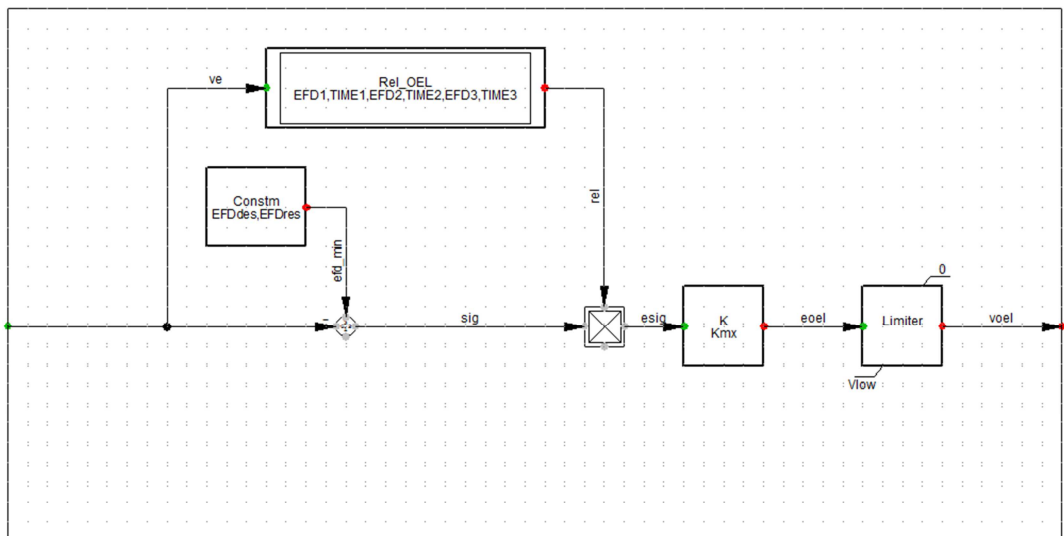 ve
Rel_OEL
EFD1,TIME1,EFD2,TIME2,EFD3,TIME3
Constm
EFDdes,EFDres
efd_min
rel
-
sig
esig
K
Kmx
eoel
0
Limiter
Vlow
voel